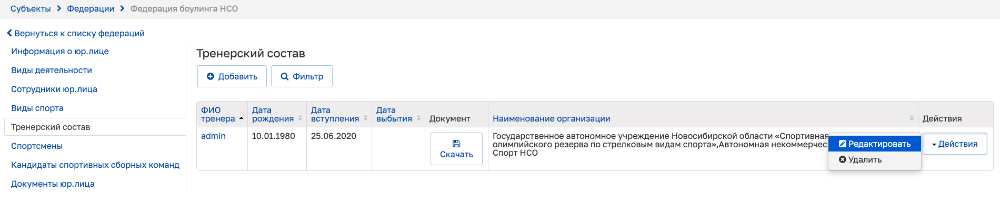 Субъекты Федерации Федерация боулинга НСО
Вернуться к списку федераций
Информация о юр.лице
Виды деятельности
Сотрудники юр.лица
Виды спорта
Тренерский состав
Спортсмены
Кандидаты спортивных сборных команд
Документы юр.лица
Тренерский состав
Добавить Фильтр
ФИО тренера Дата рождения Дата вступления Дата выбытия Документ Наименование организации Действия
admin 10.01.1980 25.06.2020
Скачать
Государственное автономное учреждение Новосибирской области «Спортивная
олимпийского резерва по стрелковым видам спорта»,Автономная
Спорт НСО
Редактировать
Удалить
Действия